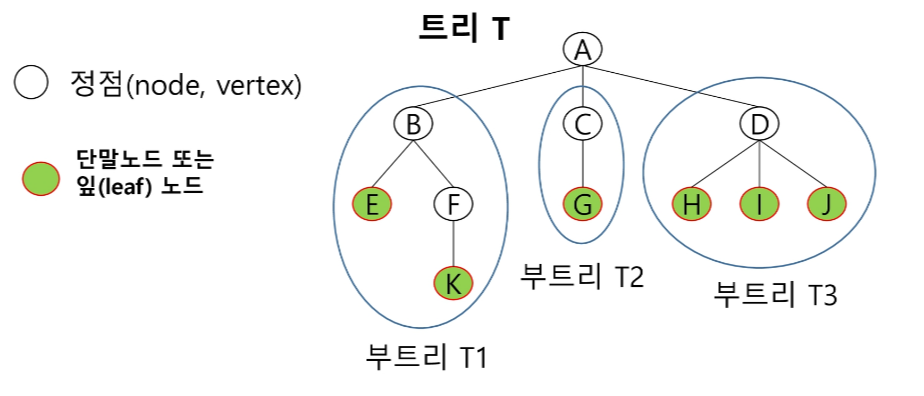 트리 T
정점(node, vertex)
단말노드 또는
잎(leaf) 노드
A
B
C
D
E
F
G
H
I
J
K
부트리 T1
부트리 T2
부트리 T3